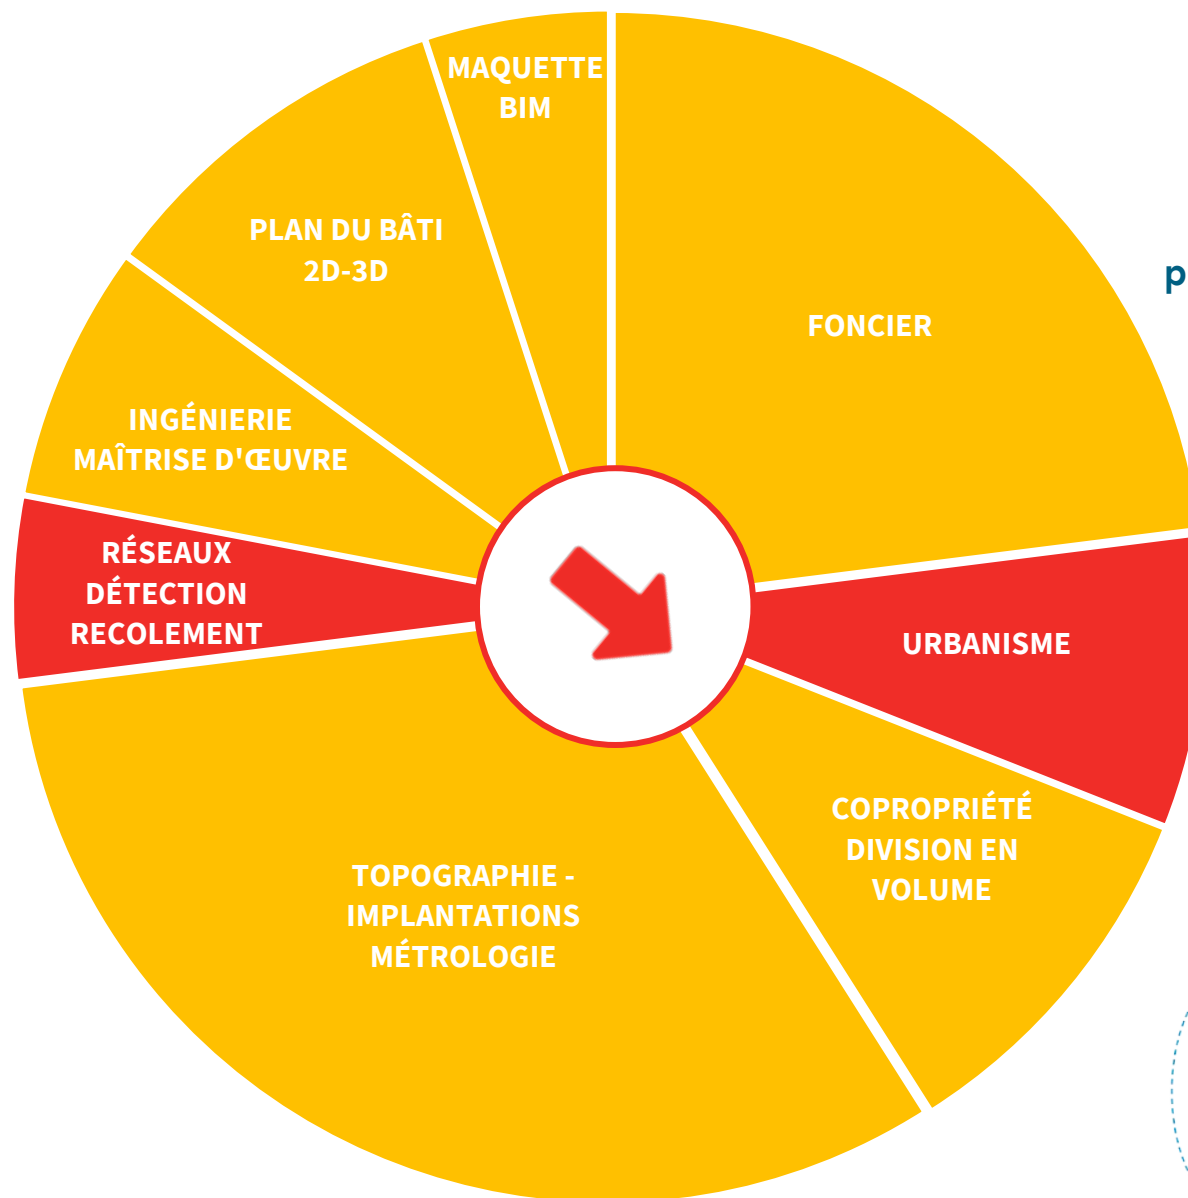 MAQUETTE
BIM
PLAN DU BÂTI
2D-3D
FONCIER
p
INGÉNIERIE
MAÎTRISE D'ŒUVRE
RÉSEAUX
DÉTECTION
RECOLEMENT
URBANISME
COPROPRIÉTÉ
DIVISION EN
VOLUME
TOPOGRAPHIE -
IMPLANTATIONS
MÉTROLOGIE